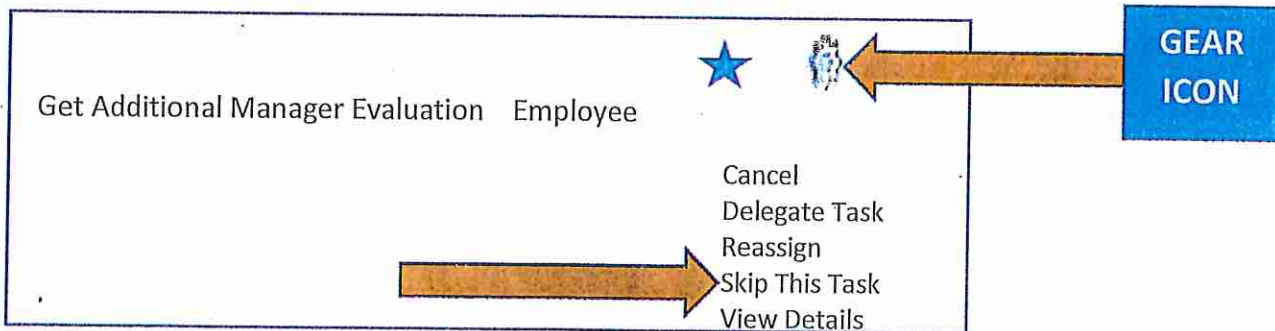 GEAR
ICON
Get Additional Manager Evaluation Employee
Cancel
Delegate Task
Reassign
Skip This Task
View Details